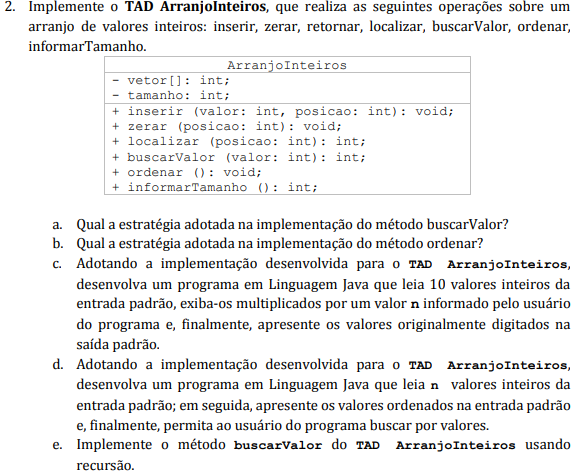 2. Implemente o TAD ArranjoInteiros, que realiza as seguintes operações sobre um
arranjo de valores inteiros: inserir, zerar, retornar, localizar, buscarValor, ordenar,
informarTamanho.
ArranjoInteiros
- vetor[]: int;
- tamanho: int;
+ inserir (valor: int, posicao: int): void;
+ zerar (posicao: int): void;
+ localizar (posicao: int): int;
+ buscarValor (valor: int): int;
+ ordenar (): void;
+ informarTamanho (): int;
a. Qual a estratégia adotada na implementação do método buscarValor?
b. Qual a estratégia adotada na implementação do método ordenar?
c. Adotando a implementação desenvolvida para o TAD ArranjoInteiros,
desenvolva um programa em Linguagem Java que leia 10 valores inteiros da
entrada padrão, exiba-os multiplicados por um valor n informado pelo usuário
do programa e, finalmente, apresente os valores originalmente digitados na
saída padrão.
d. Adotando a implementação desenvolvida para o TAD ArranjoInteiros,
desenvolva um programa em Linguagem Java que leia n valores inteiros da
entrada padrão; em seguida, apresente os valores ordenados na entrada padrão
e, finalmente, permita ao usuário do programa buscar por valores.
e. Implemente o método buscarValor do TAD ArranjoInteiros usando
recursão.